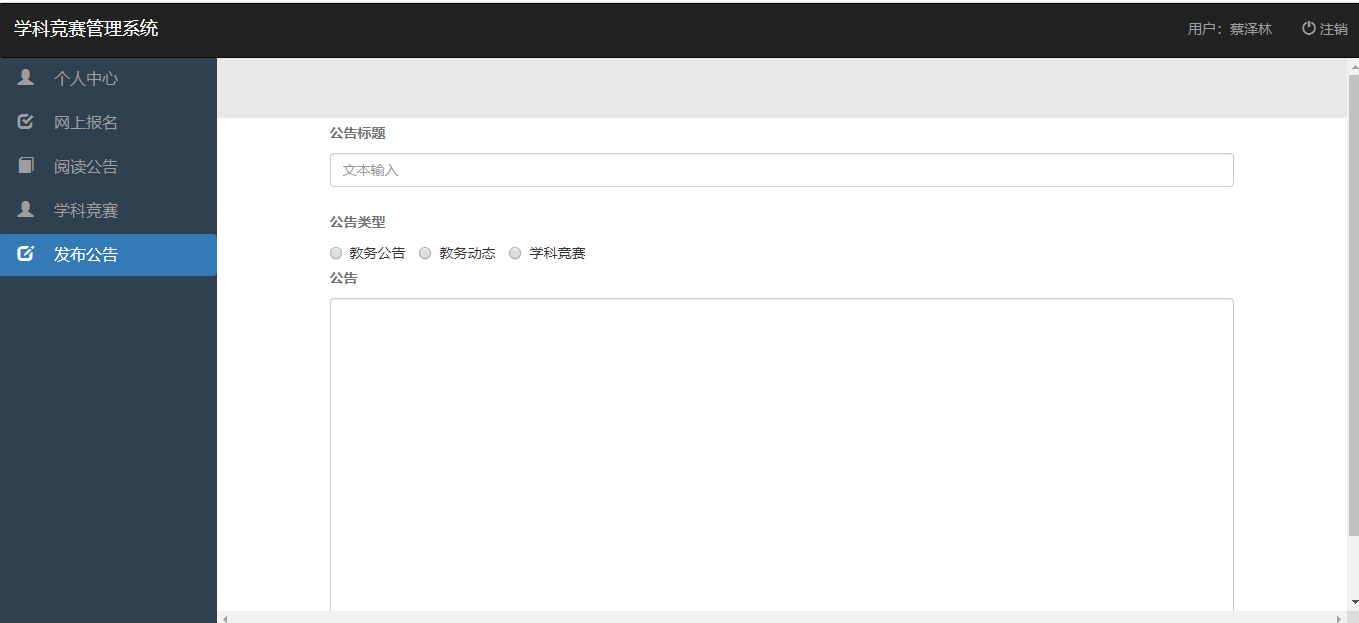 学科竞赛管理系统
用户：蔡泽林 注销
个人中心
网上报名
阅读公告
学科竞赛
发布公告
公告标题
文本输入
公告类型
教务公告 教务动态 学科竞赛
公告